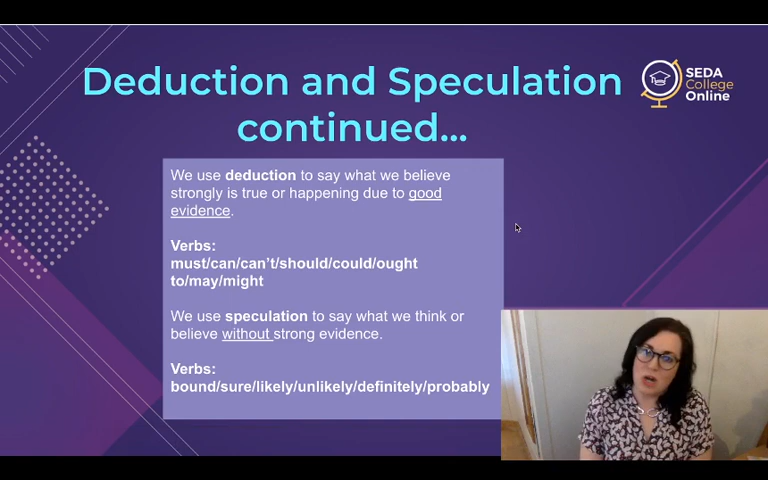 Deduction and Speculation
continued...
SEDA
College
Online
We use deduction to say what we believe
strongly is true or happening due to good
evidence.
Verbs:
must/can/can't/should/could/ought
to/may/might
We use speculation to say what we think or
believe without strong evidence.
Verbs:
bound/sure/likely/unlikely/definitely/probably